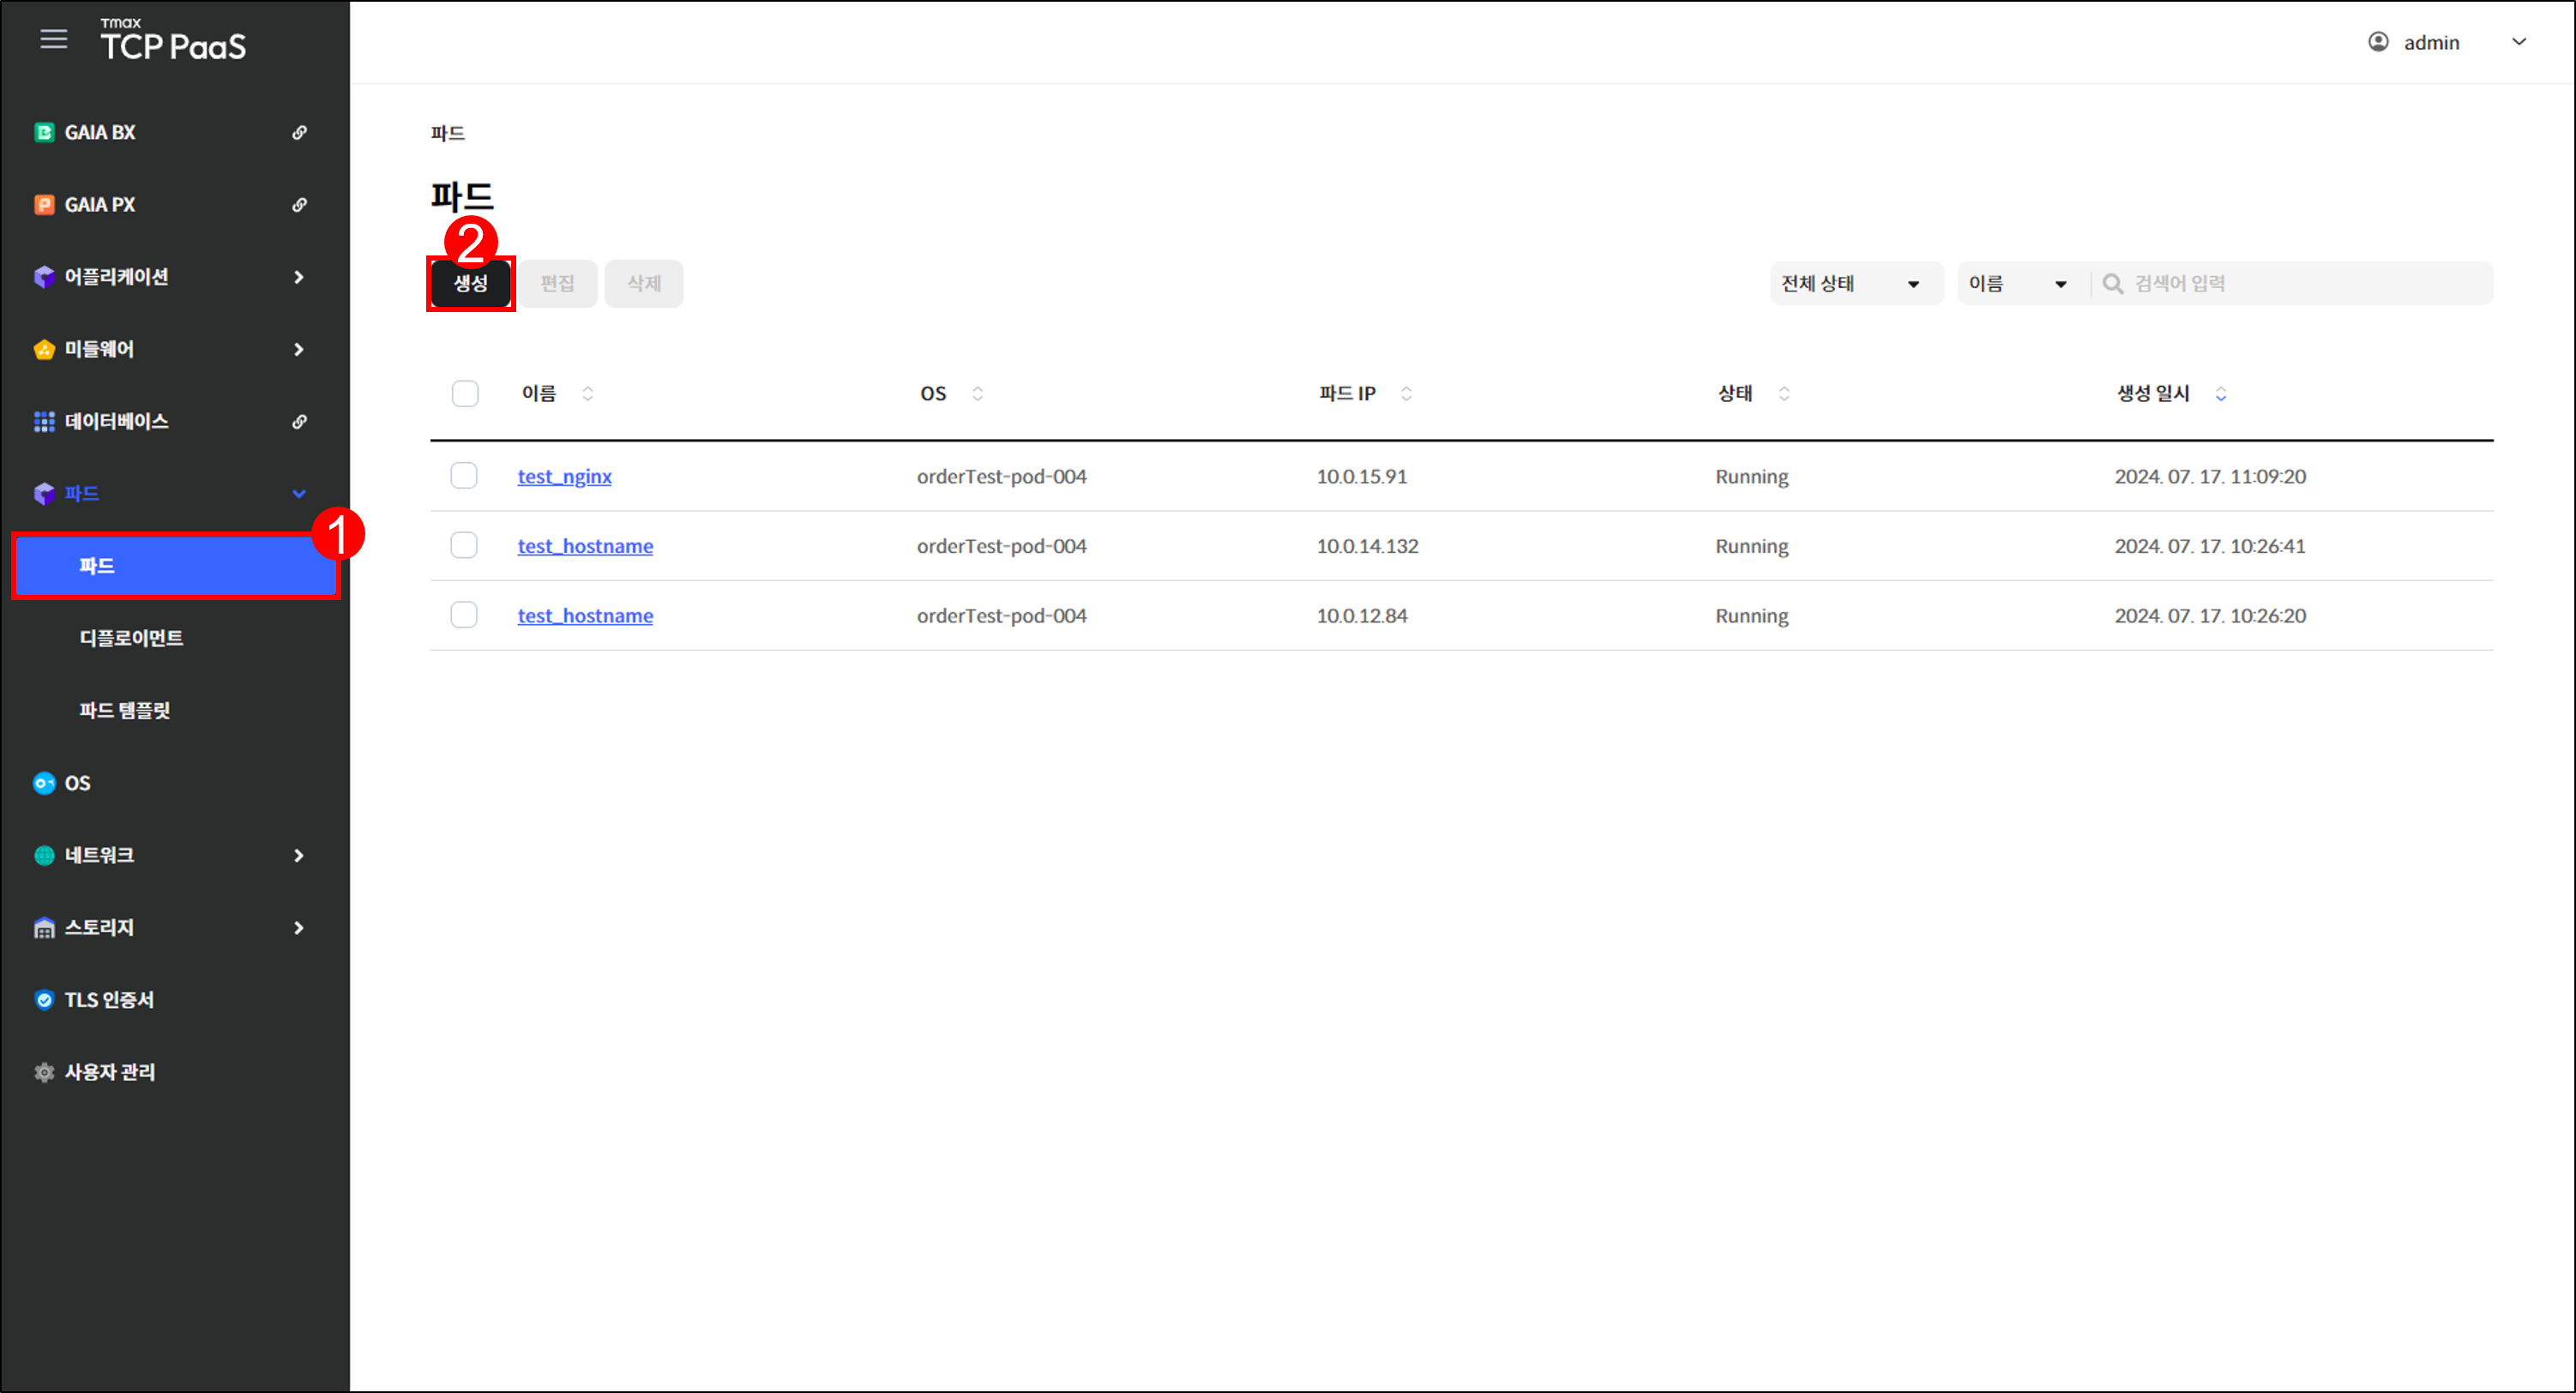 Tmax
TCP PaaS
admin
GAIA BX
GAIA PX
어플리케이션
미들웨어
데이터베이스
파드
1
파드
디플로이먼트
파드 템플릿
OS
네트워크
스토리지
TLS 인증서
사용자 관리
파드
파드
2
생성 편집 삭제 전체 상태 이름 검색어 입력
이름 OS 파드 IP 상태 생성 일시
test_nginx orderTest-pod-004 10.0.15.91 Running 2024. 07. 17. 11:09:20
test_hostname orderTest-pod-004 10.0.14.132 Running 2024. 07. 17. 10:26:41
test_hostname orderTest-pod-004 10.0.12.84 Running 2024. 07. 17. 10:26:20